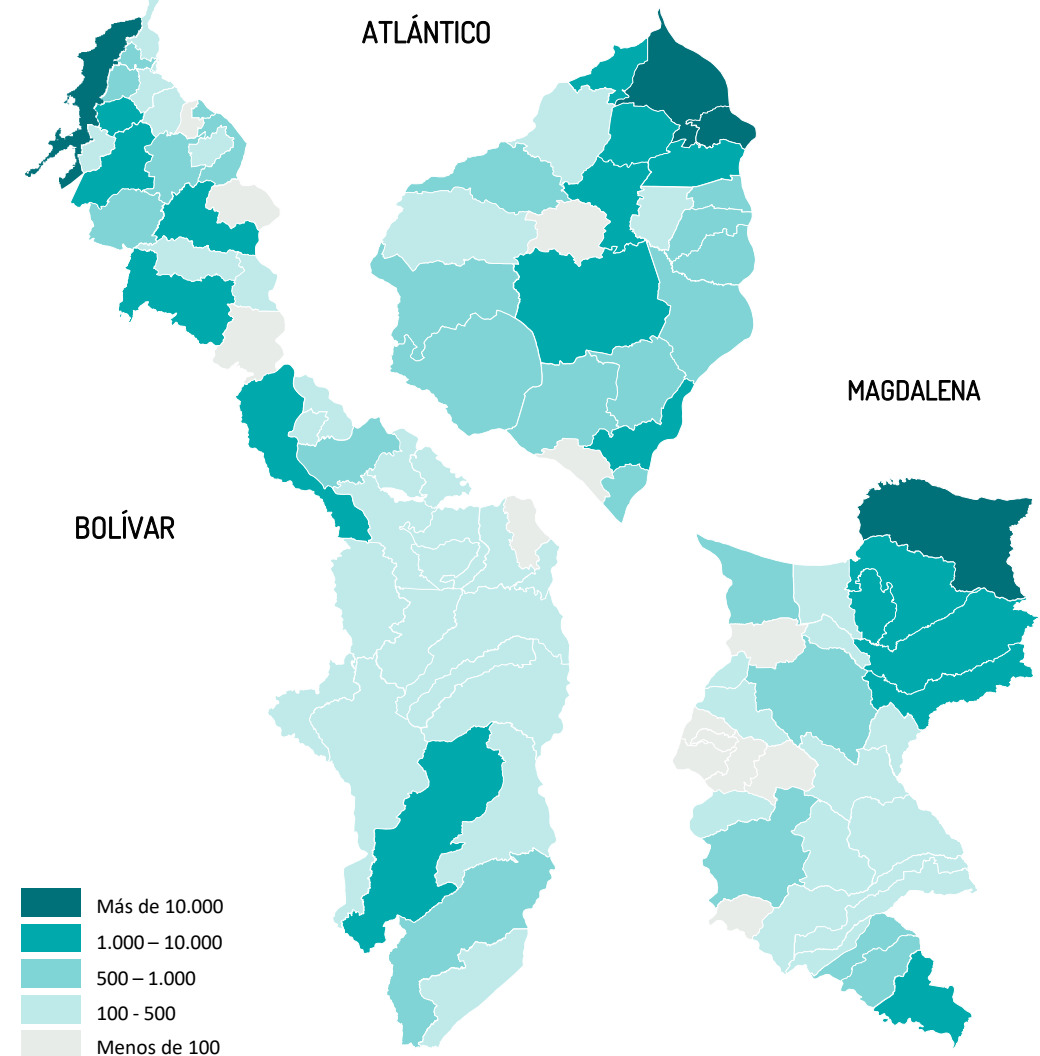 ATLÁNTICO
MAGDALENA
BOLÍVAR
Más de 10.000
1.000 – 10.000
500 – 1.000
100 - 500
Menos de 100